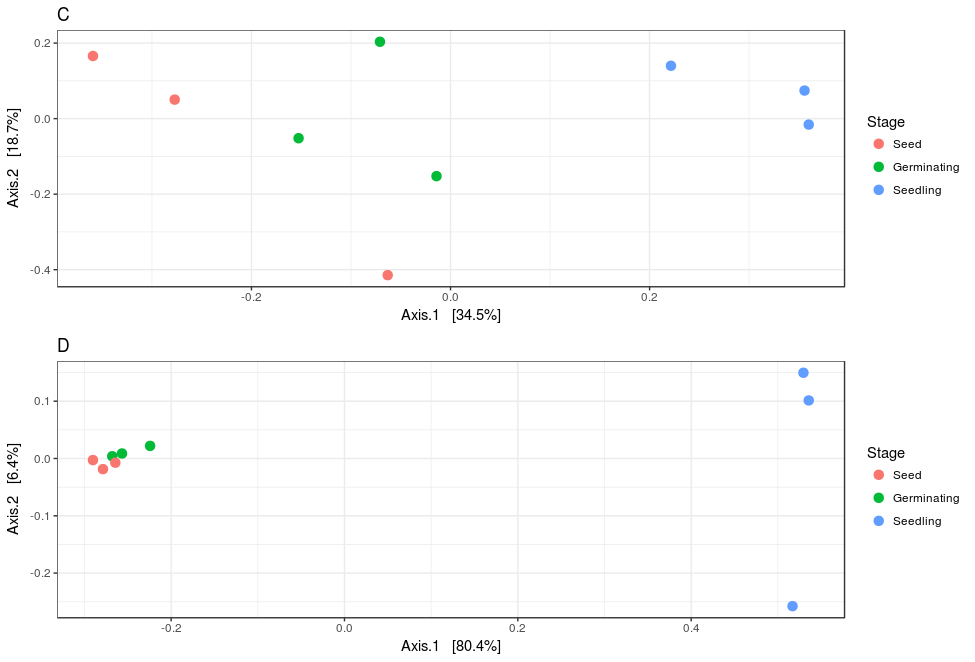 C
0.2
0.0
-0.2
-0.4
Axis.2 [18.7%]
-0.2 0.0 0.2
Axis.1 [34.5%]
Stage
Seed
Germinating
Seedling
D
0.1
0.0
-0.1
-0.2
Axis.2 [6.4%]
-0.2 0.0 0.2 0.4
Axis.1 [80.4%]
Stage
Seed
Germinating
Seedling